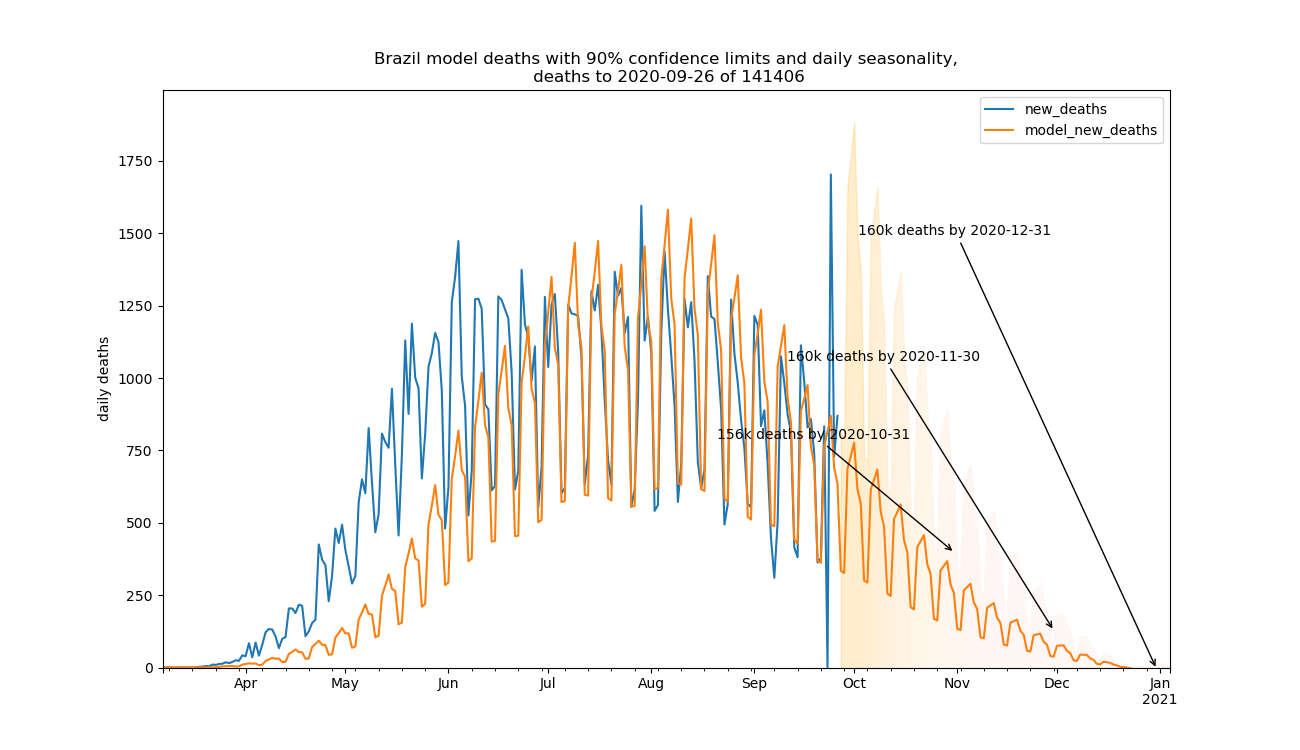 Brazil model deaths with 90% confidence limits and daily seasonality,
deaths to 2020-09-26 of 141406
new_deaths
model_new_deaths
daily deaths
1750
1500
1250
1000
750
500
250
0
160k deaths by 2020-12-31
160k deaths by 2020-11-30
156k deaths by 2020-10-31
Apr May Jun Jul Aug Sep Oct Nov Dec Jan
2021